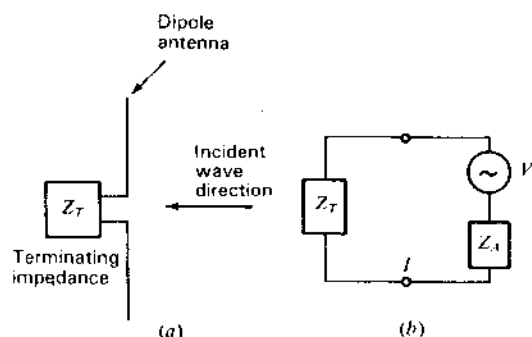 Dipole
antenna
Incident
wave
direction
Z_T
Terminating
impedance
(a)
Z_T
~
V
Z_A
I
(b)